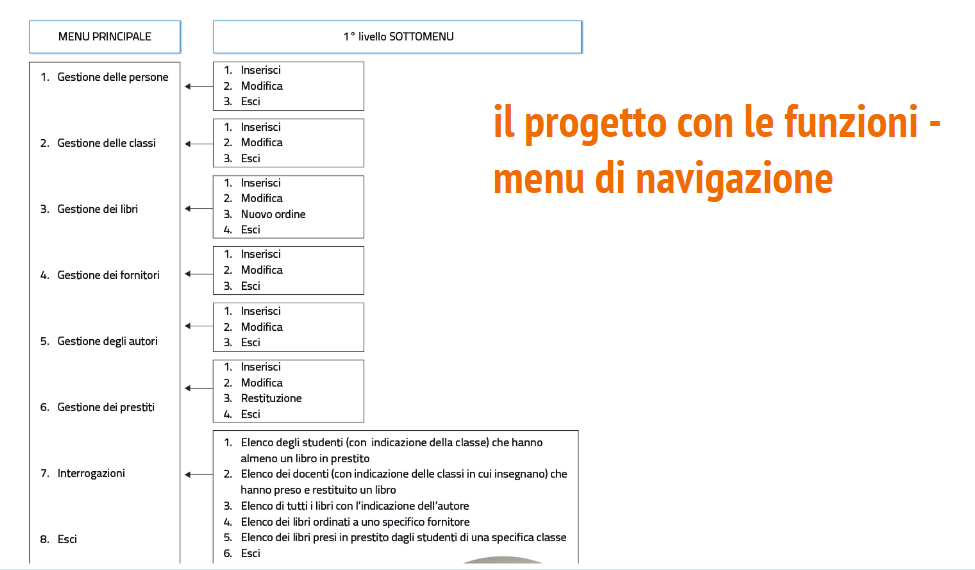 MENU PRINCIPALE
1° livello SOTTOMENU
1. Gestione delle persone
1. Inserisci
2. Modifica
3. Esci
2. Gestione delle classi
1. Inserisci
2. Modifica
3. Esci
3. Gestione dei libri
1. Inserisci
2. Modifica
3. Nuovo ordine
4. Esci
4. Gestione dei fornitori
1. Inserisci
2. Modifica
3. Esci
5. Gestione degli autori
1. Inserisci
2. Modifica
3. Esci
6. Gestione dei prestiti
1. Inserisci
2. Modifica
3. Restituzione
4. Esci
7. Interrogazioni
1. Elenco degli studenti (con indicazione della classe) che hanno
almeno un libro in prestito
2. Elenco dei docenti (con indicazione delle classi in cui insegnano) che
hanno preso e restituito un libro
3. Elenco di tutti i libri con l'indicazione dell'autore
4. Elenco dei libri ordinati a uno specifico fornitore
5. Elenco dei libri presi in prestito dagli studenti di una specifica classe
6. Esci
8. Esci
il progetto con le funzioni -
menu di navigazione